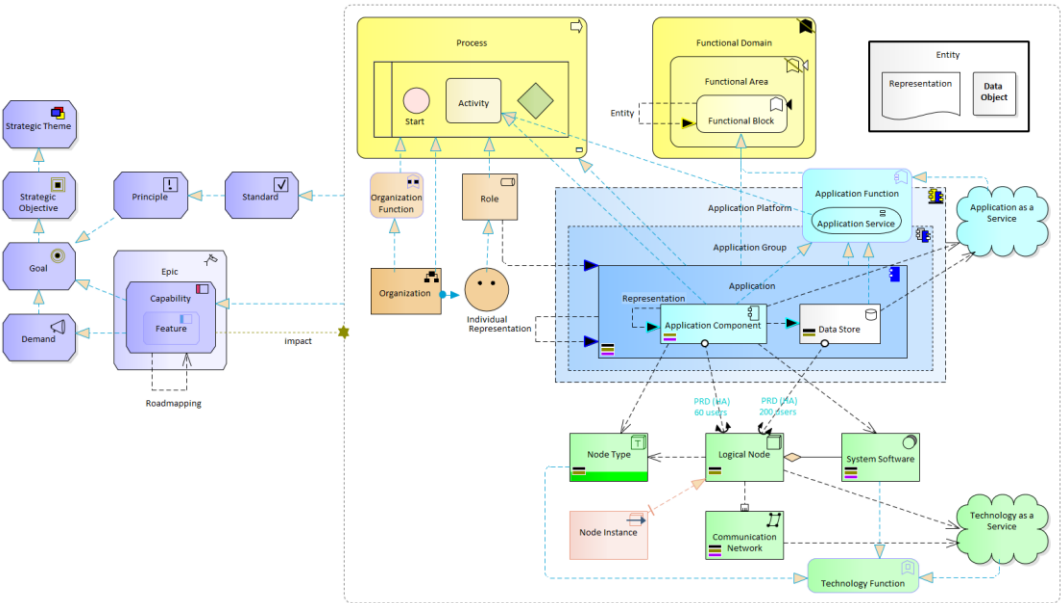 Process
Start
Activity
Functional Domain
Functional Area
Functional Block
Entity
Entity
Representation
Data
Object
Strategic Theme
Strategic
Objective
Principle
Standard
Goal
Demand
Epic
Capability
Feature
Roadmapping
impact
Organization
Function
Role
Organization
Individual
Representation
Application Platform
Application Function
Application Service
Application as a
Service
Application Group
Application
Representation
Application Component
Data Store
PRD (HA)
60 users
PRD (HA)
200 users
Node Type
T
Logical Node
System Software
Node Instance
Communication
Network
Technology as a
Service
Technology Function